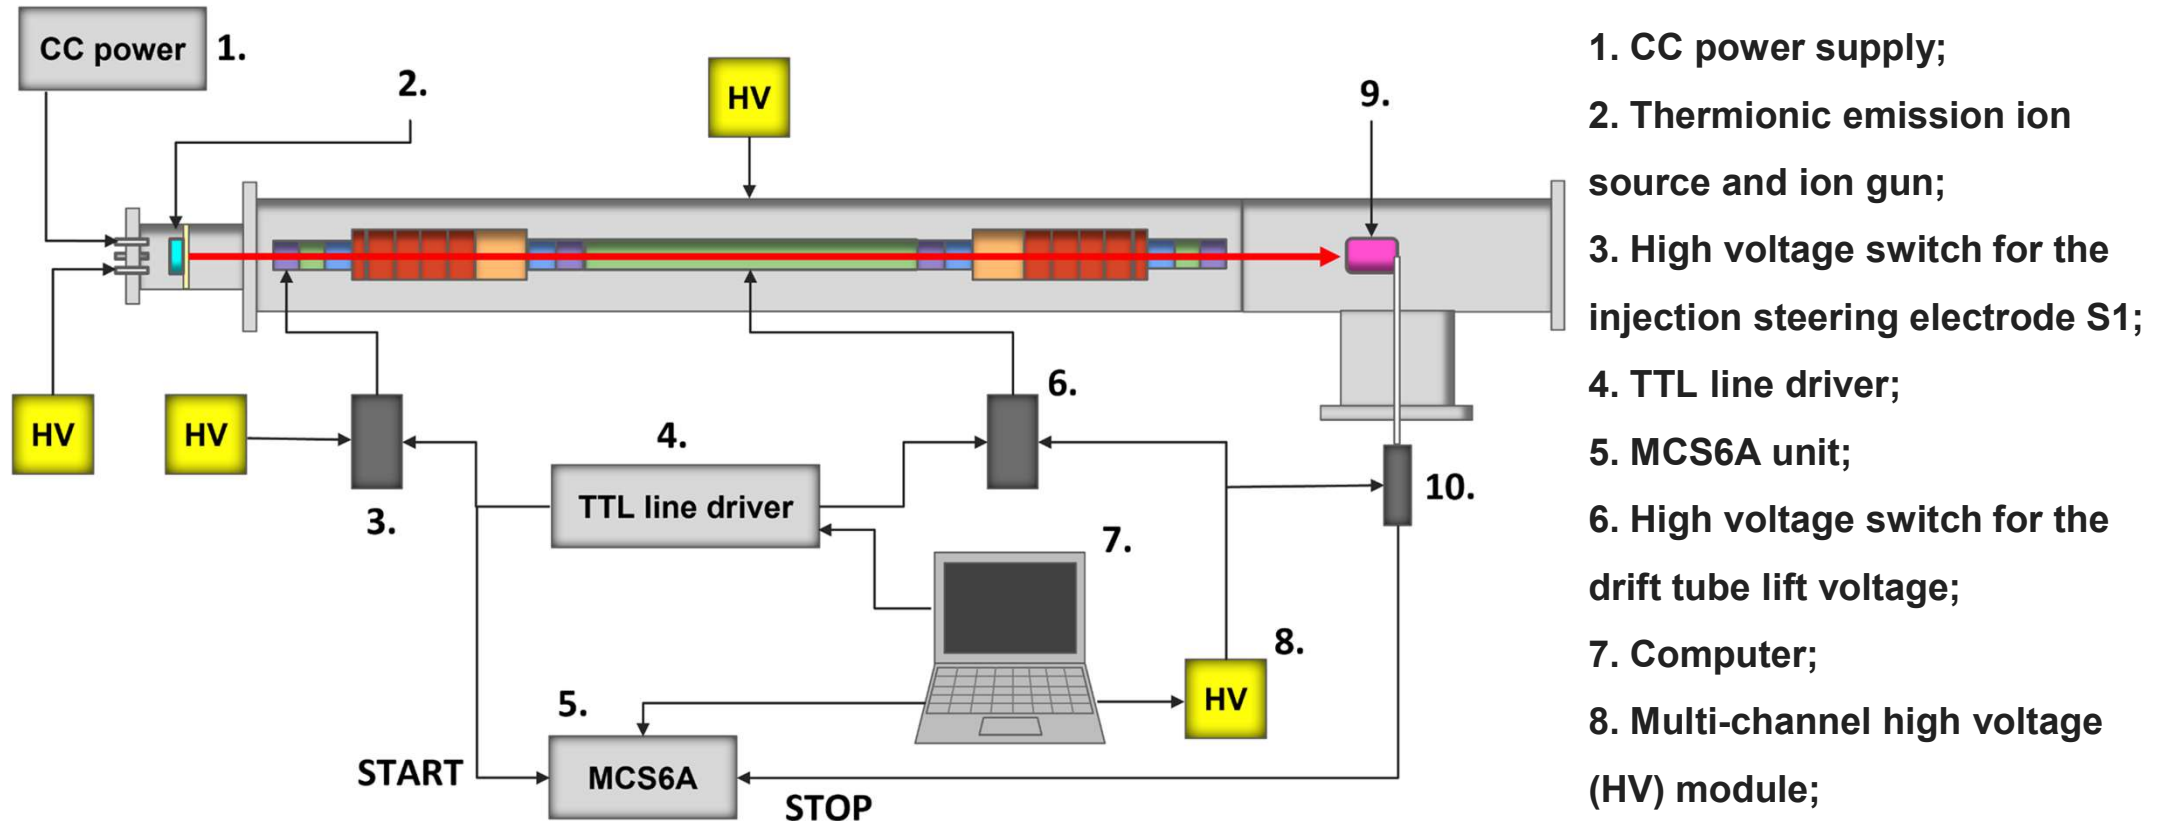 CC power
1.
2.
HV
9.
HV
HV
3.
4.
TTL line driver
6.
10.
7.
8.
HV
5.
START
MCS6A
STOP
1. CC power supply;
2. Thermionic emission ion
source and ion gun;
3. High voltage switch for the
injection steering electrode S1;
4. TTL line driver;
5. MCS6A unit;
6. High voltage switch for the
drift tube lift voltage;
7. Computer;
8. Multi-channel high voltage
(HV) module;